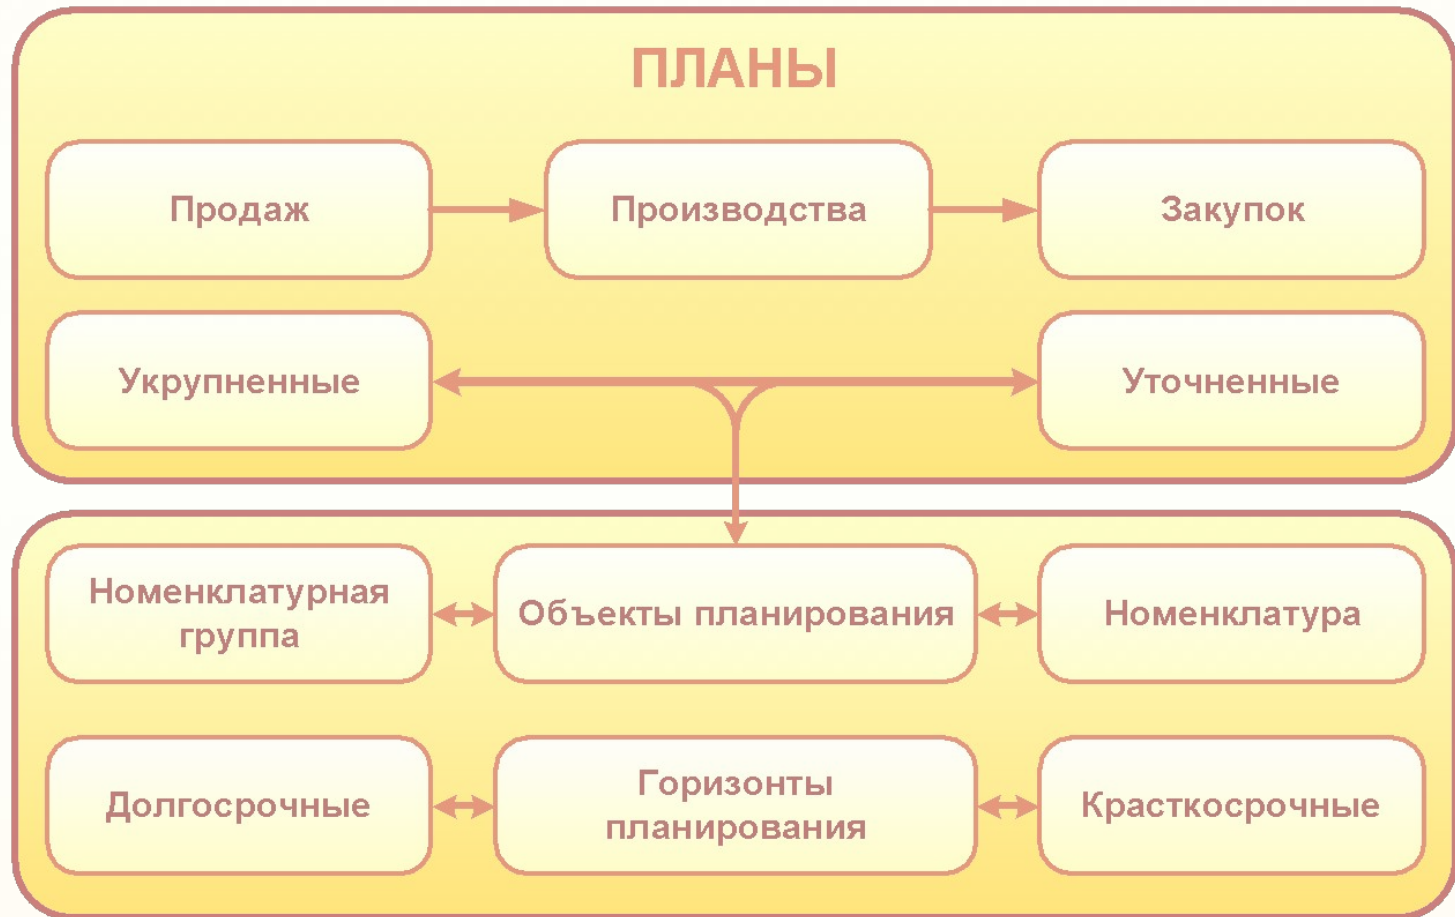 ПЛАНЫ
Продаж
Производства
Закупок
Укрупненные
Уточненные
Номенклатурная
группа
Объекты планирования
Номенклатура
Долгосрочные
Горизонты
планирования
Красткосрочные